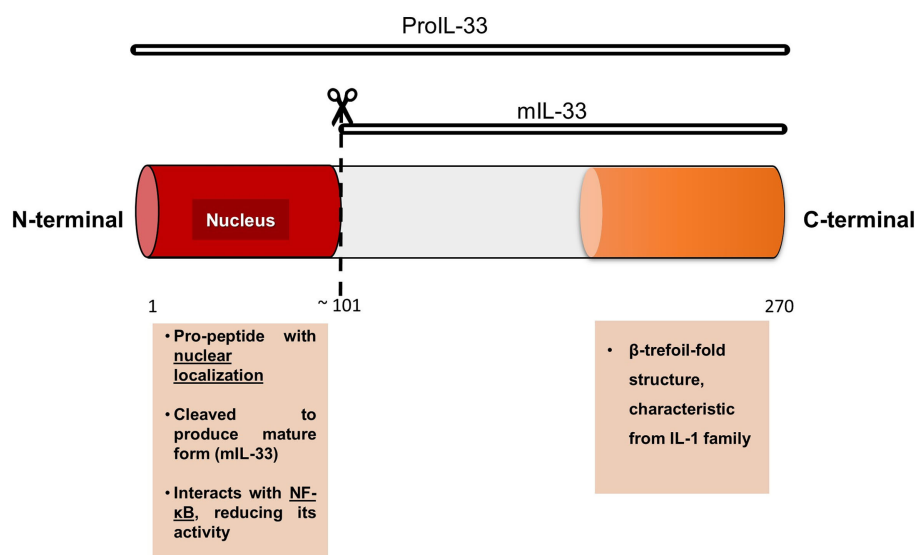 ProIL-33
mIL-33
N-terminal
Nucleus
C-terminal
1
~ 101
270
• Pro-peptide with
nuclear
localization
• Cleaved to
produce mature
form (mIL-33)
• Interacts with NF-
κB, reducing its
activity
• β-trefoil-fold
structure,
characteristic
from IL-1 family